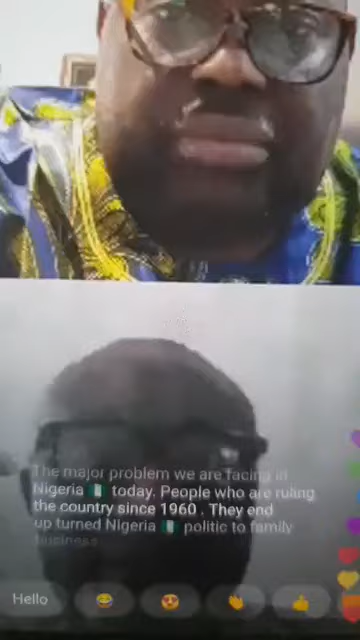 The major problem we are facing in
Nigeria 🇳🇬 today. People who are ruling
the country since 1960 . They end
up turned Nigeria 🇳🇬 politic to family
business
Hello